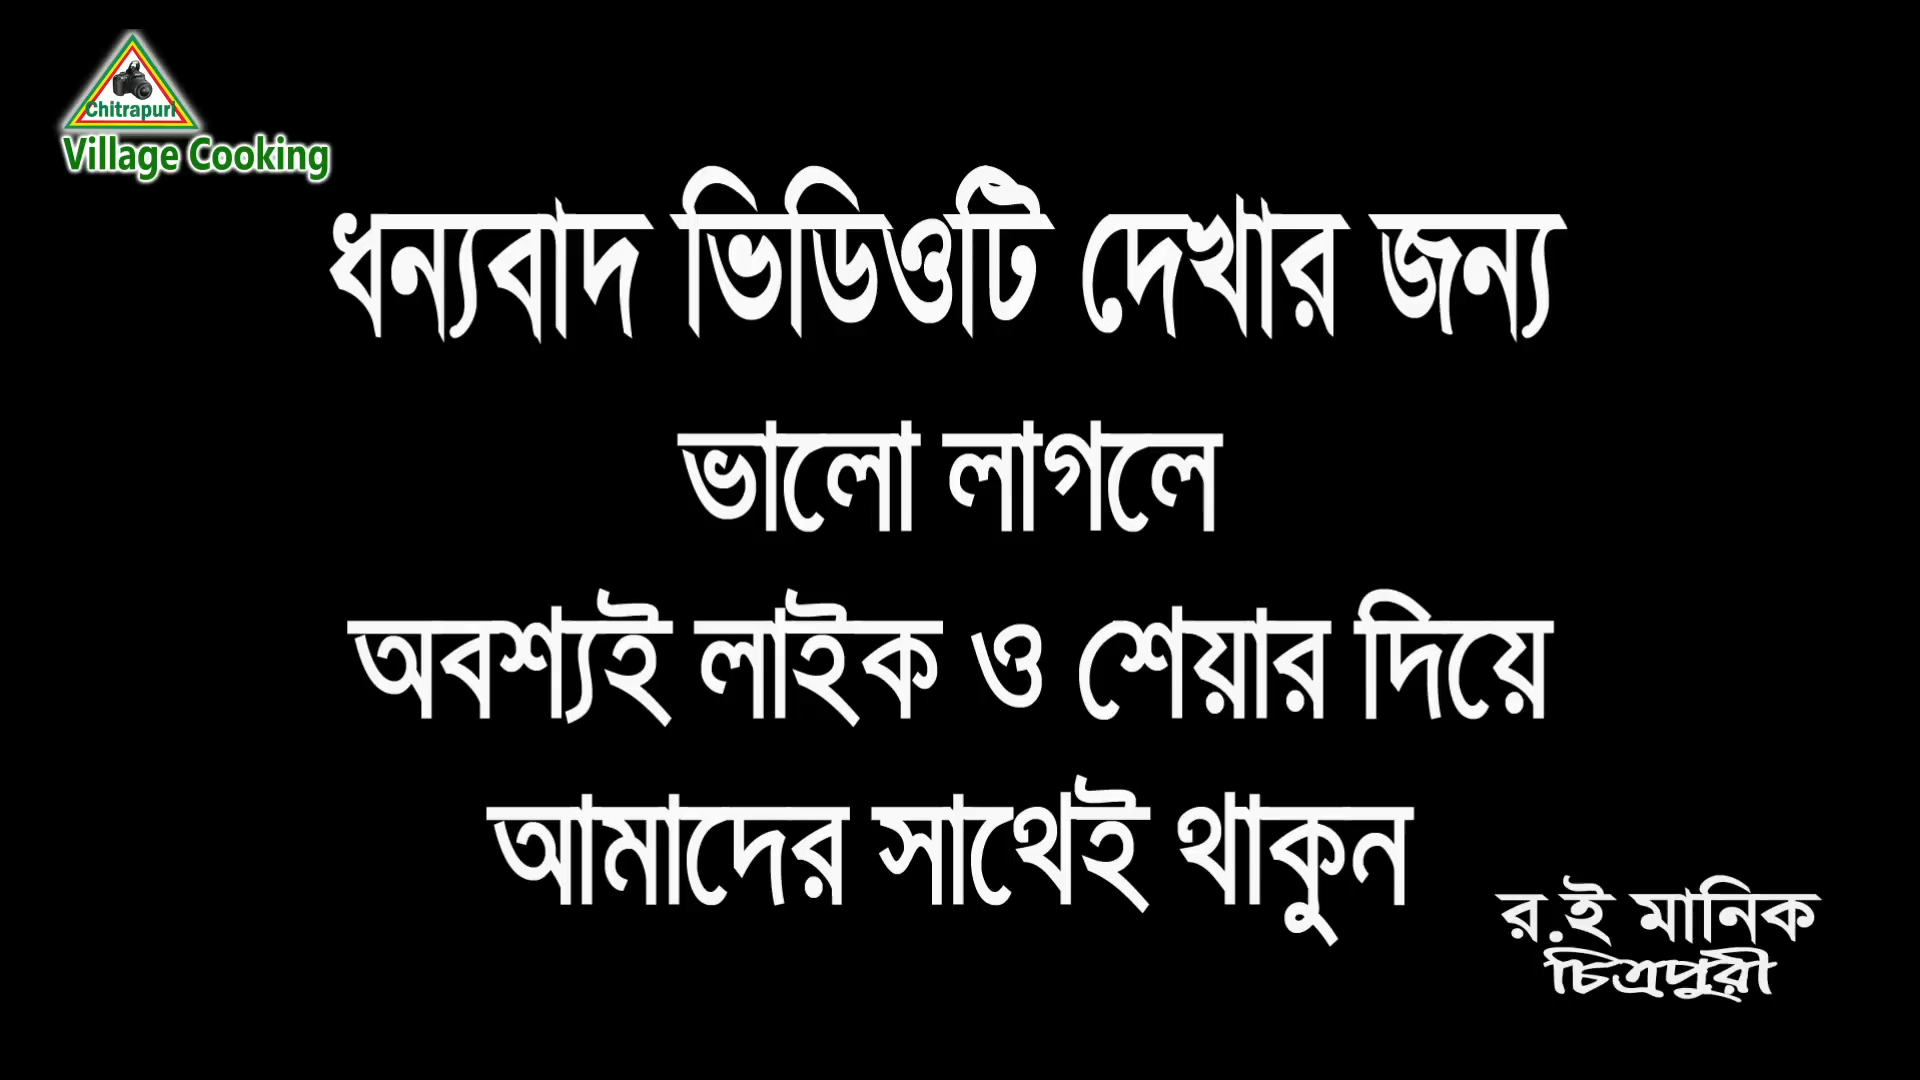 Chitrapuri
Village Cooking
ধন্যবাদ ভিডিওটি দেখার জন্য
ভালো লাগলে
অবশ্যই লাইক ও শেয়ার দিয়ে
আমাদের সাথেই থাকুন
র.ই মানিক
চিত্রপুরী